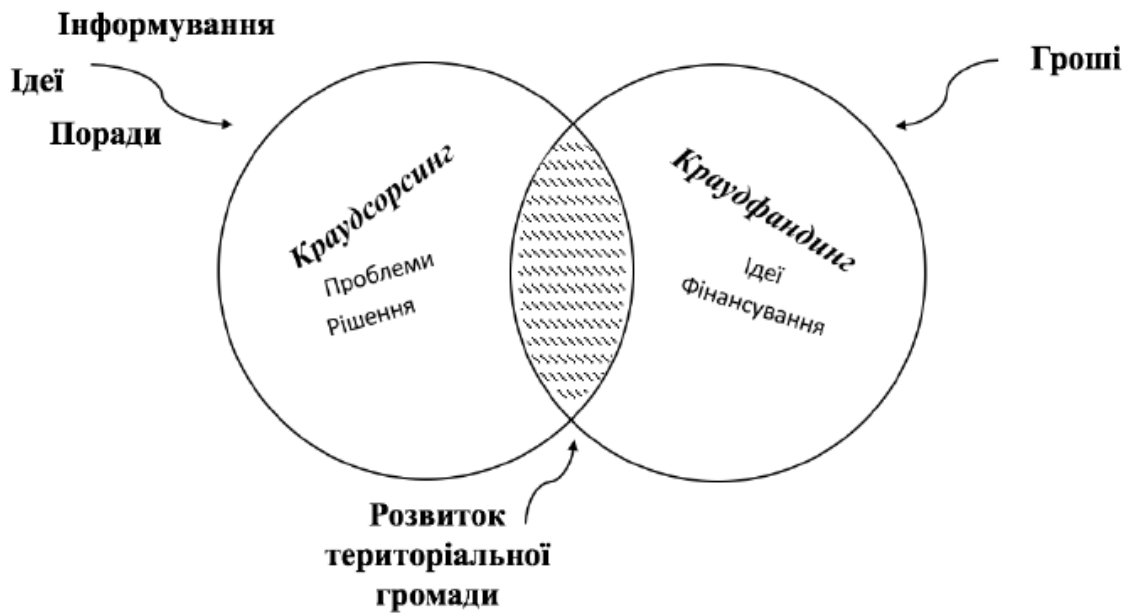 Інформування
Ідеї
Поради
Гроші
Краудсорсинг
Проблеми
Рішення
Краудфандинг
Ідеї
Фінансування
Розвиток
територіальної
громади